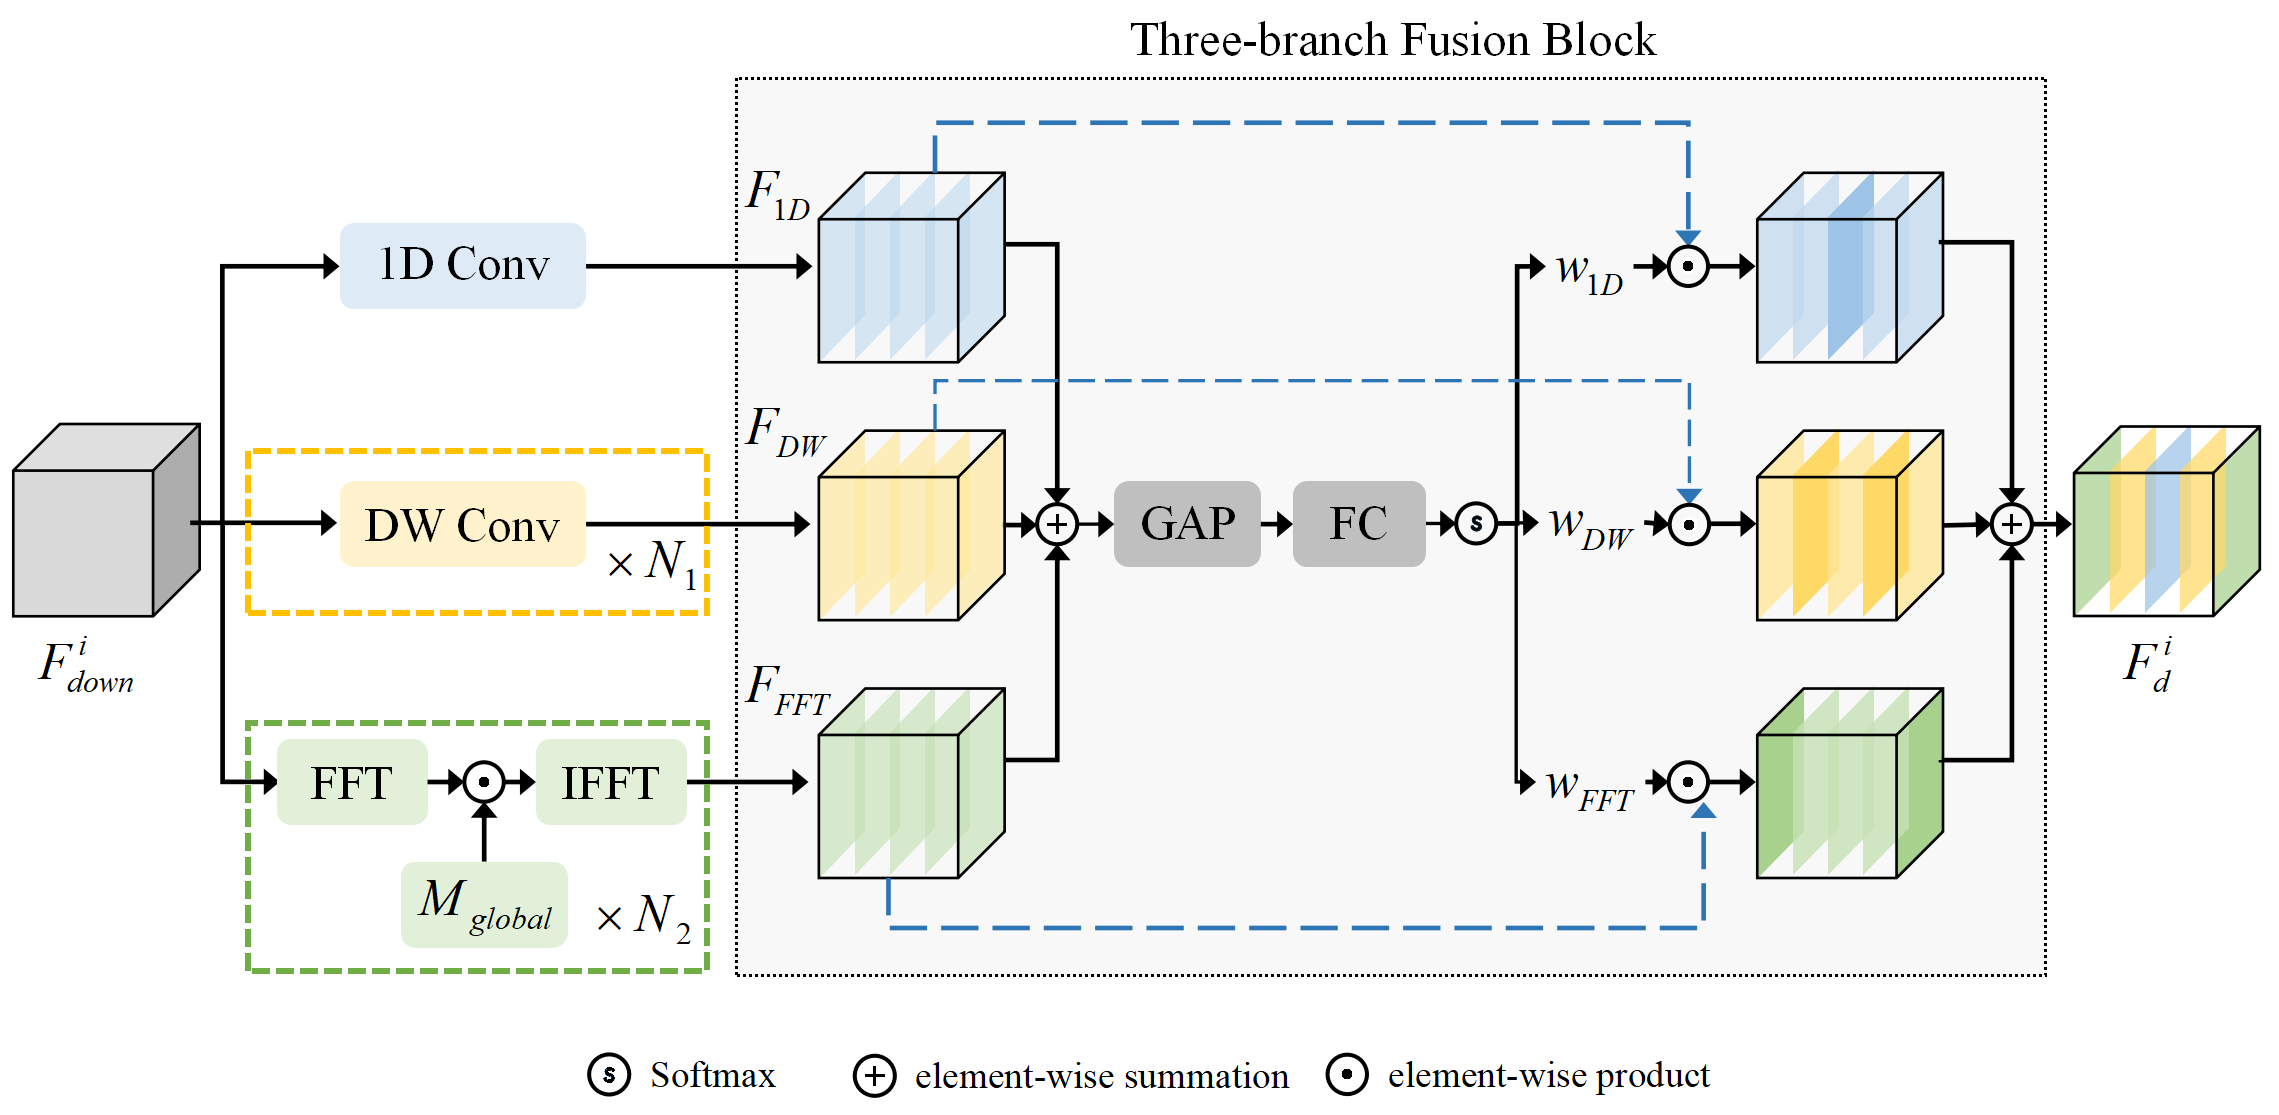 Three-branch Fusion Block
F_{1D}
1D Conv
w_{1D}
F_{DW}
DW Conv
× N_1
GAP
FC
S
w_{DW}
F^i_{down}
F^i_d
F_{FFT}
FFT
IFFT
w_{FFT}
M_{global}
× N_2
S Softmax
+ element-wise summation
element-wise product